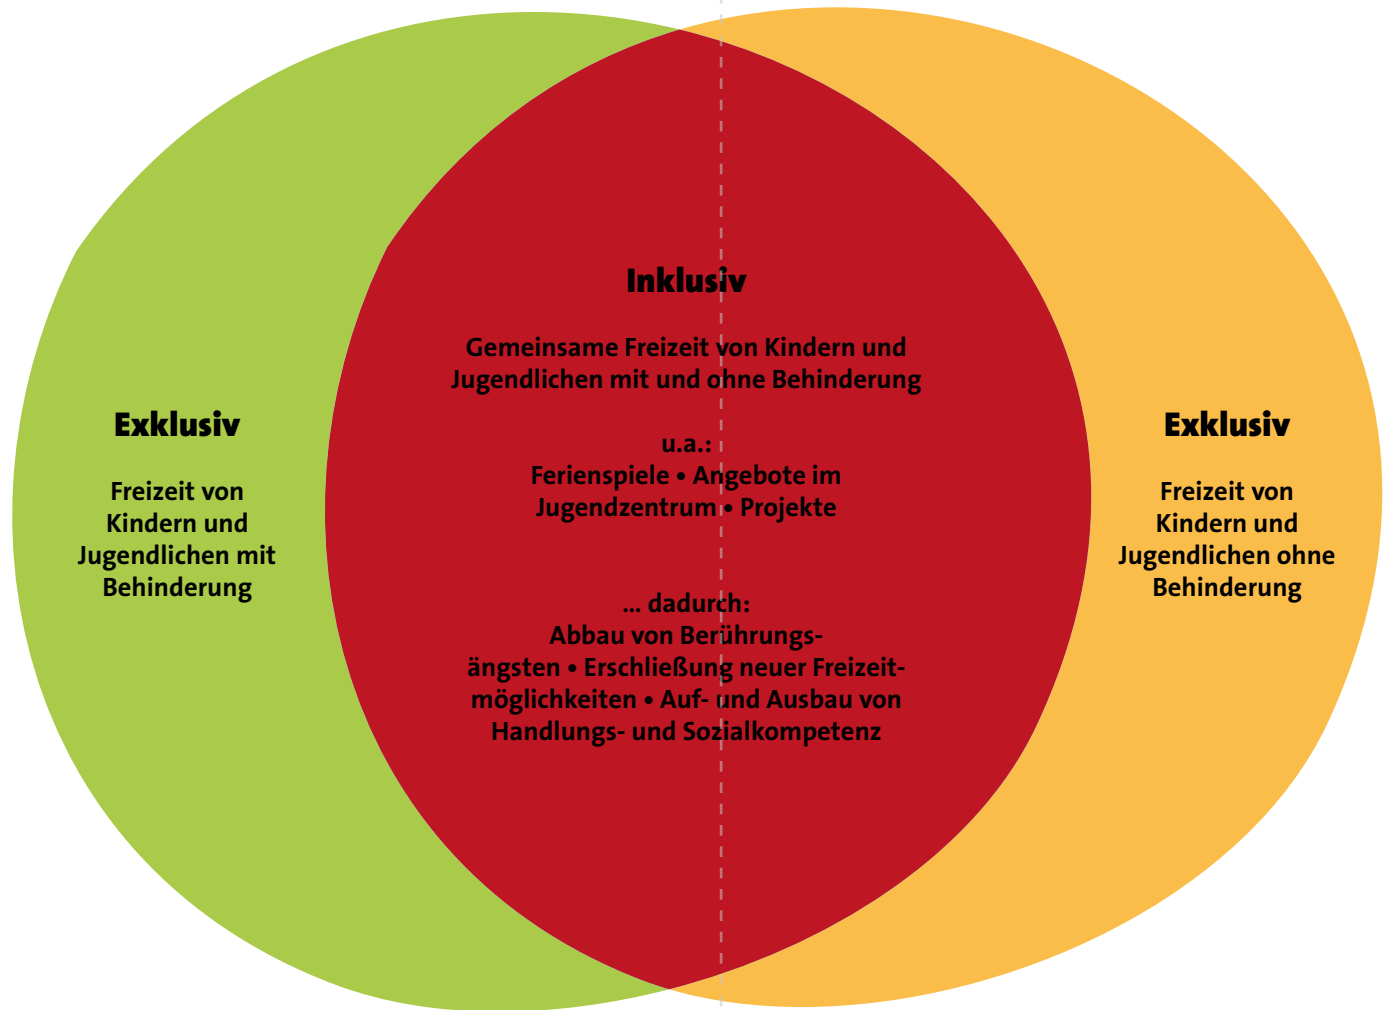 Inklusiv
Gemeinsame Freizeit von Kindern und
Jugendlichen mit und ohne Behinderung
u.a.:
Ferienspiele • Angebote im
Jugendzentrum • Projekte
... dadurch:
Abbau von Berührungs-
ängsten • Erschließung neuer Freizeit-
möglichkeiten • Auf- und Ausbau von
Handlungs- und Sozialkompetenz
Exklusiv
Freizeit von
Kindern und
Jugendlichen mit
Behinderung
Exklusiv
Freizeit von
Kindern und
Jugendlichen ohne
Behinderung